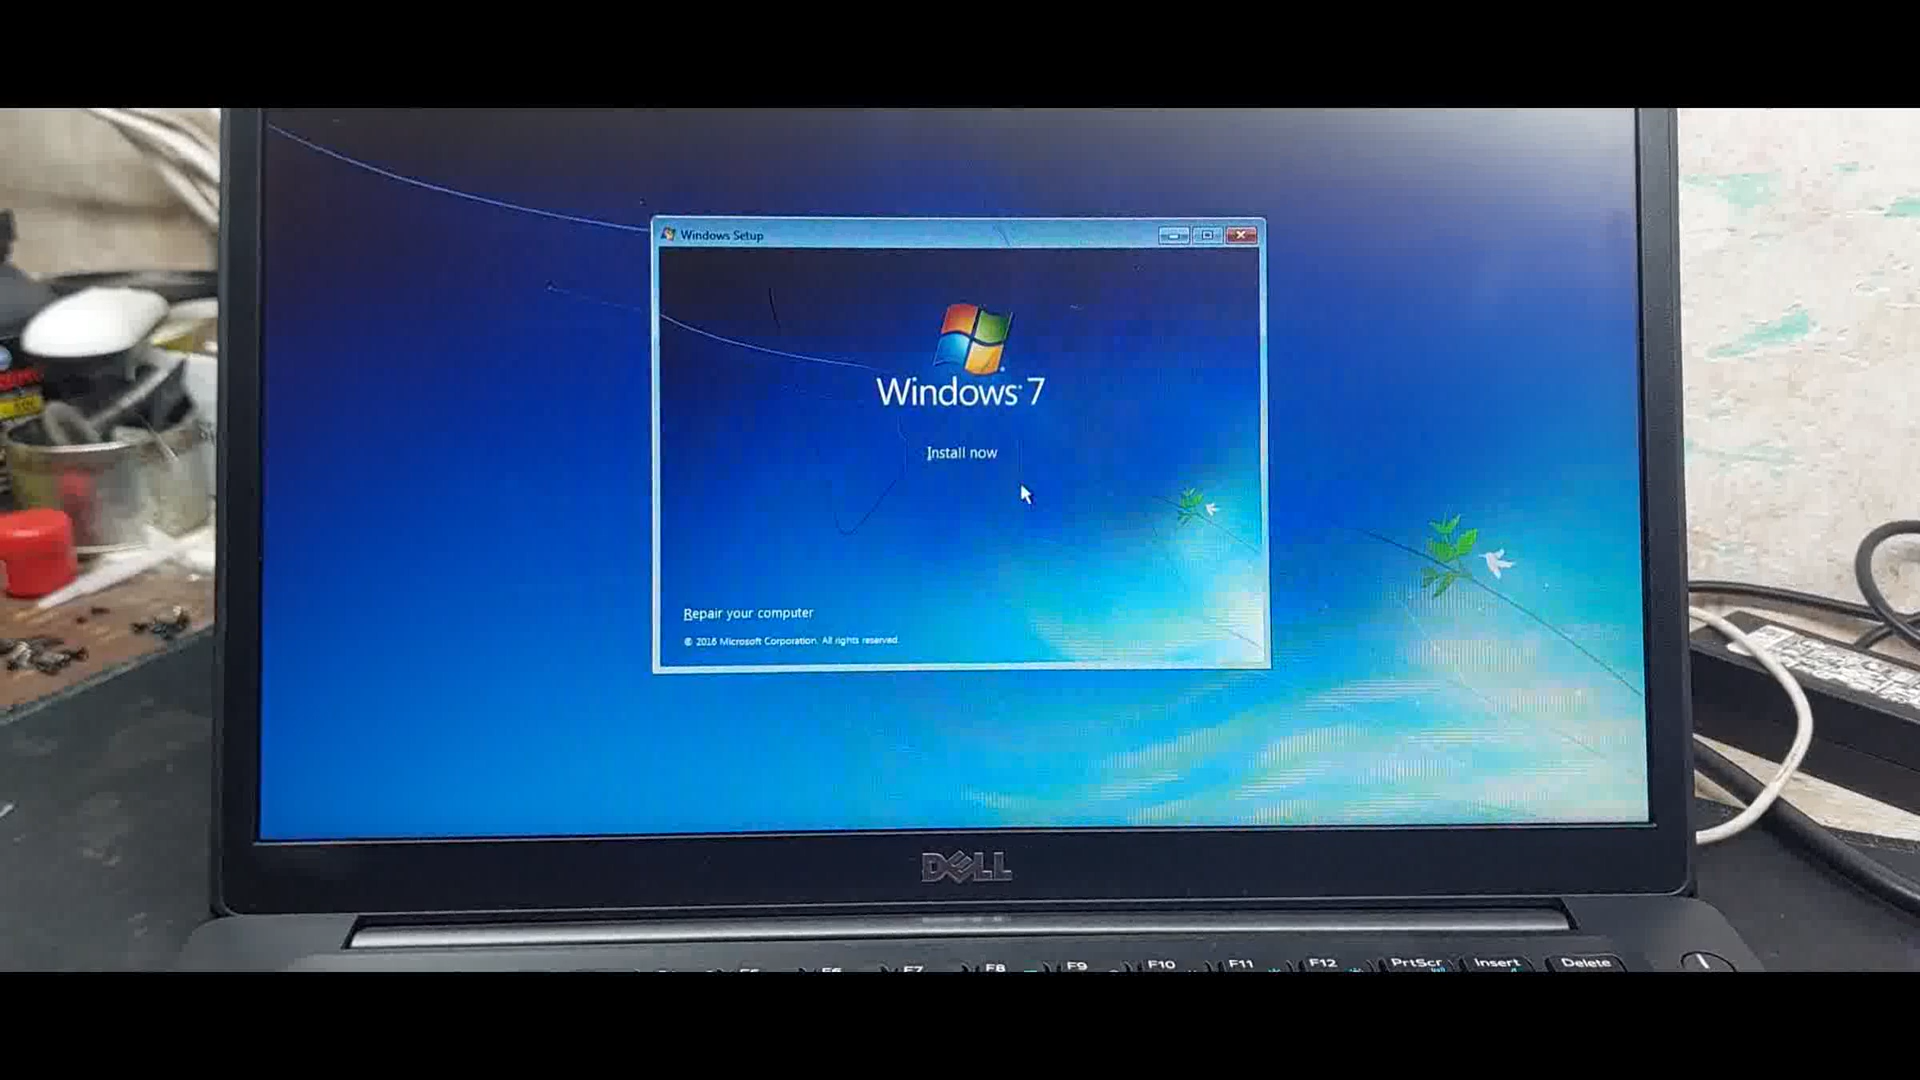 Windows Setup
Windows 7
Install now
Repair your computer
© 2016 Microsoft Corporation. All rights reserved.
DELL
F8 F9 F10 F11 F12 PrtScr Insert Delete